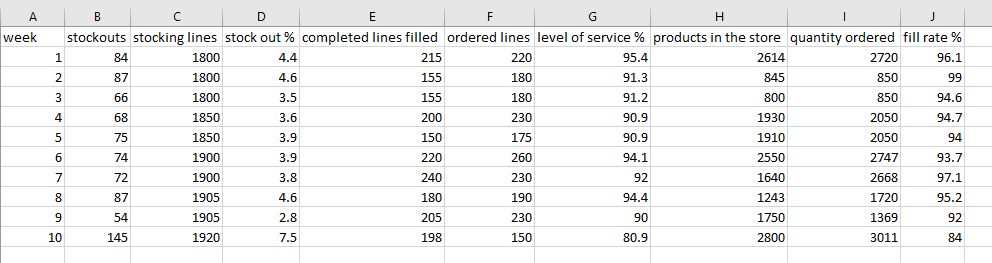 A B C D E F G H I J
week stockouts stocking lines stock out % completed lines filled ordered lines level of service % products in the store quantity ordered fill rate %
1 84 1800 4.4 215 220 95.4 2614 2720 96.1
2 87 1800 4.6 155 180 91.3 845 850 99
3 66 1800 3.5 155 180 91.2 800 850 94.6
4 68 1850 3.6 200 230 90.9 1930 2050 94.7
5 75 1850 3.9 150 175 90.9 1910 2050 94
6 74 1900 3.9 220 260 94.1 2550 2747 93.7
7 72 1900 3.8 240 230 92 1640 2668 97.1
8 87 1905 4.6 180 190 94.4 1243 1720 95.2
9 54 1905 2.8 205 230 90 1750 1369 92
10 145 1920 7.5 198 150 80.9 2800 3011 84